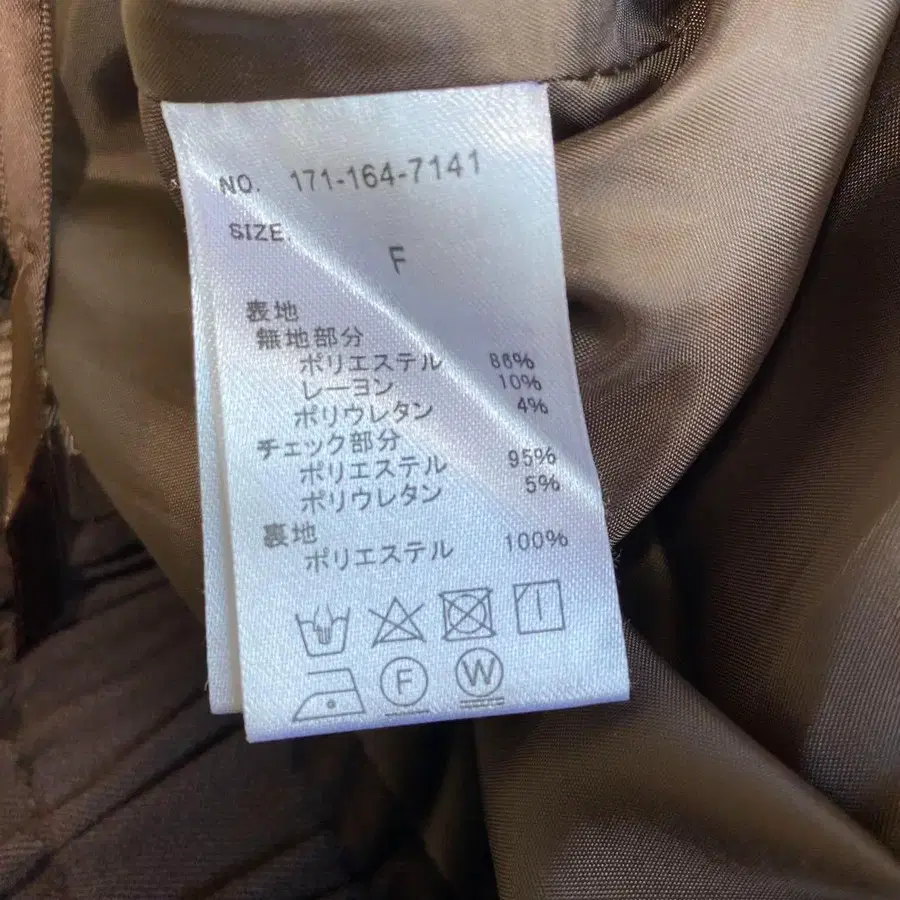 NO. 171-164-7141
SIZE.
F
表地
無地部分
ポリエステル 86%
レーヨン 10%
ポリウレタン 4%
チェック部分
ポリエステル 95%
ポリウレタン 5%
裏地
ポリエステル 100%
F W